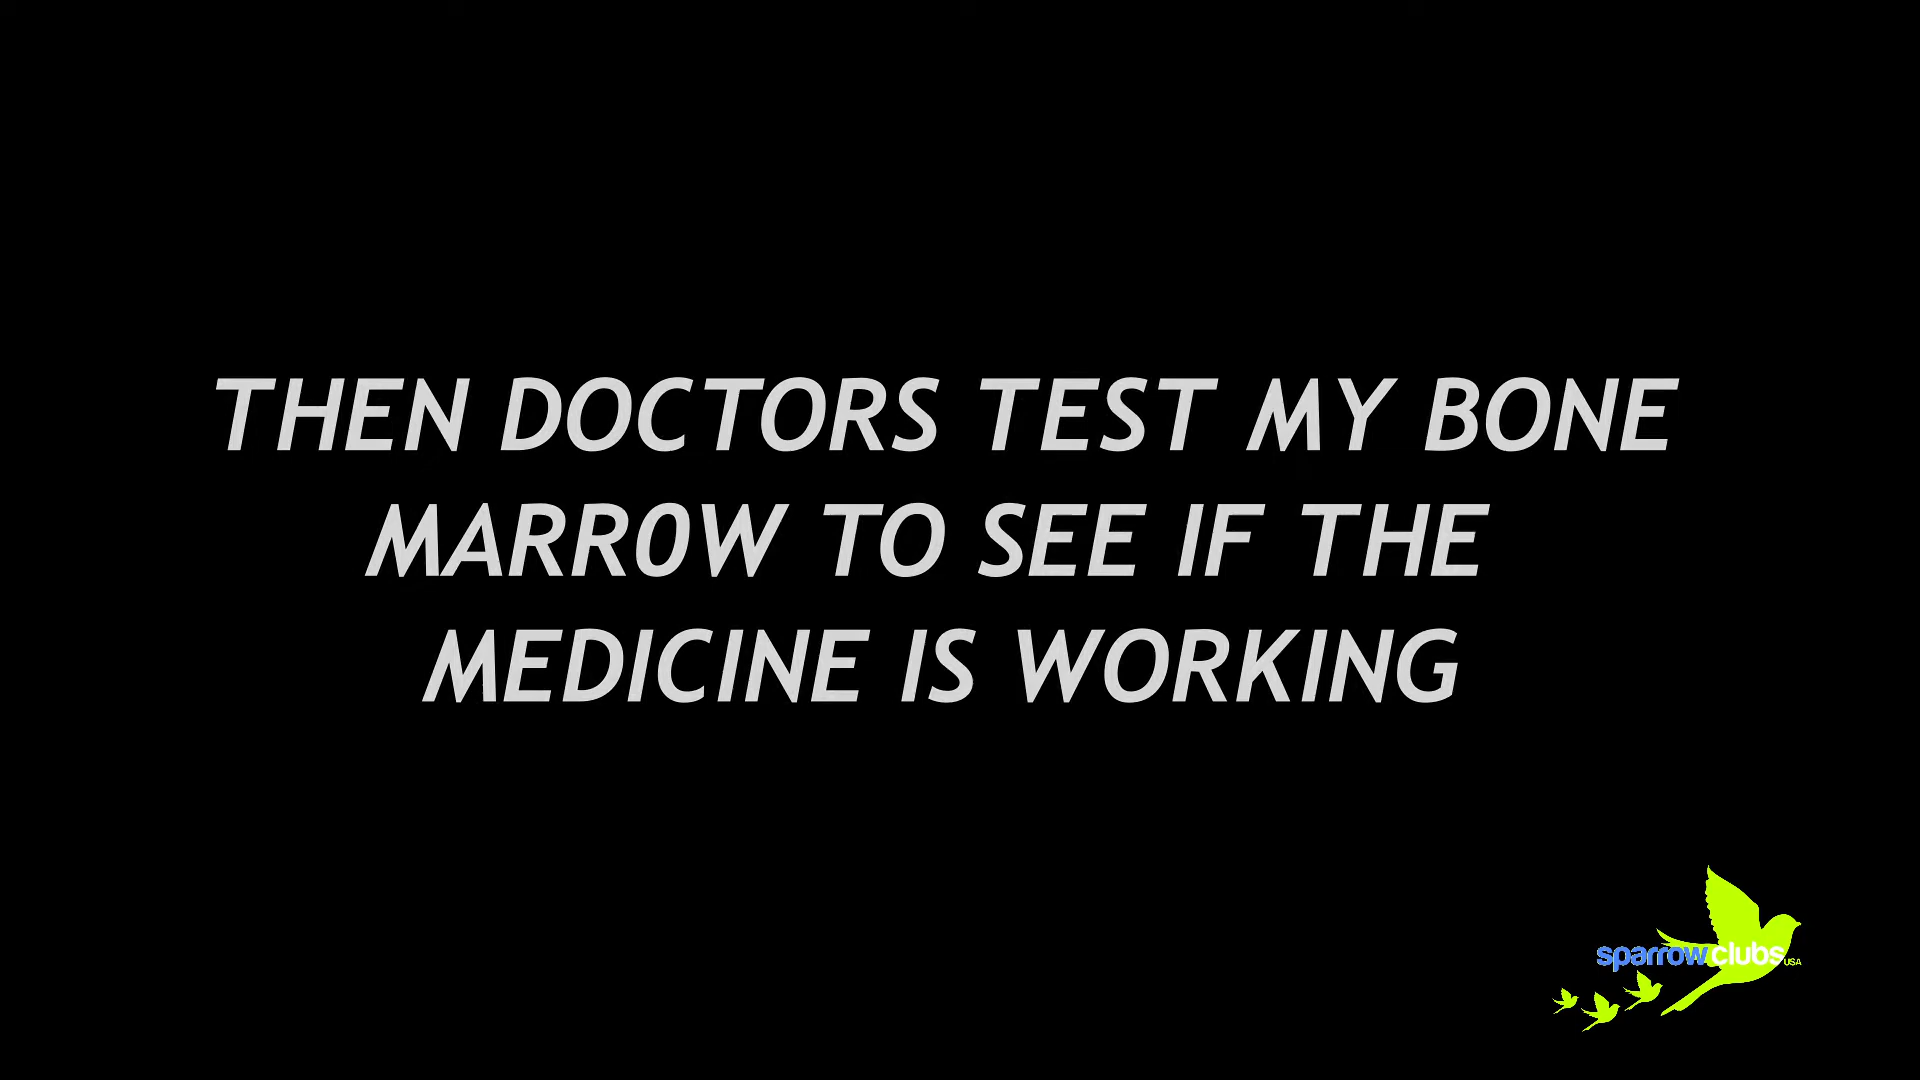 THEN DOCTORS TEST MY BONE
MARR0W TO SEE IF THE
MEDICINE IS WORKING
sparrowclubs USA